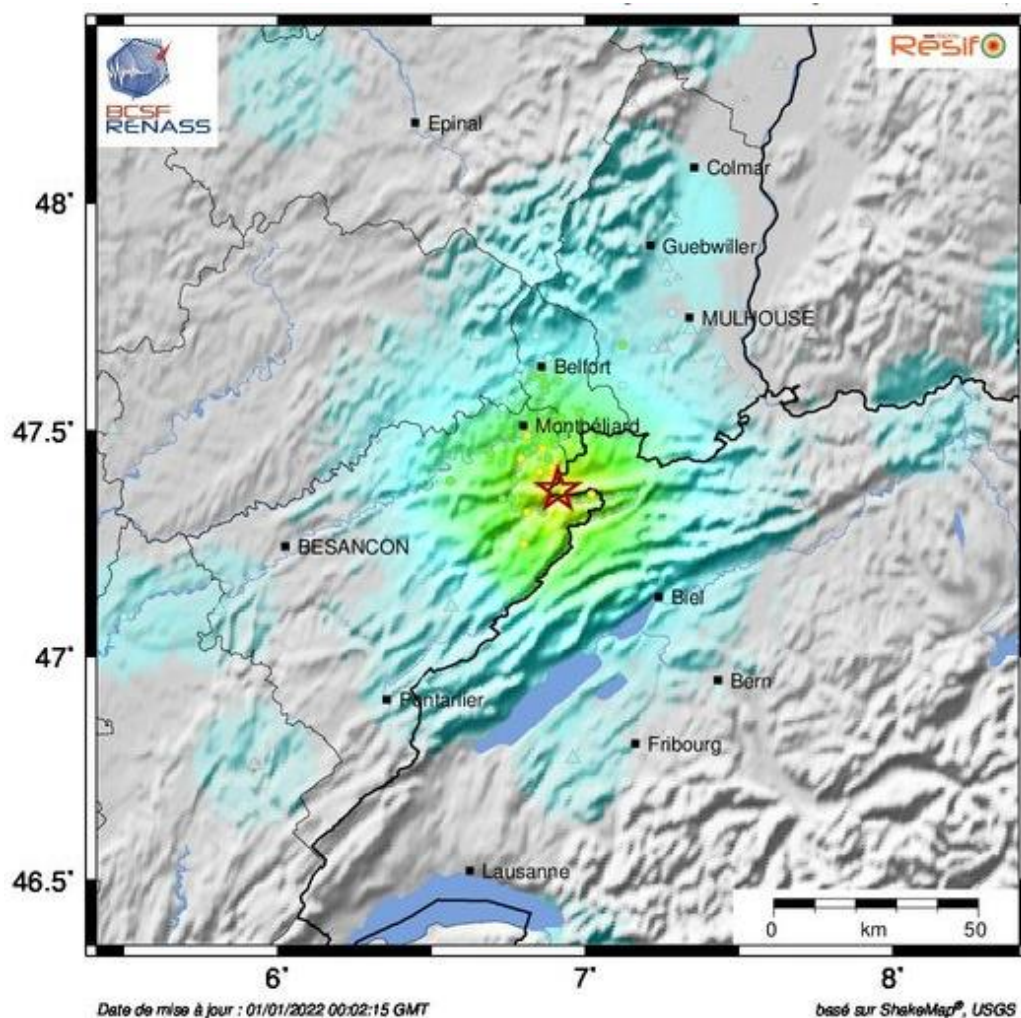 BCSF
RENASS
Résif
Epinal
Colmar
48°
Guebwiller
MULHOUSE
Belfort
47.5°
Montbéliard
BESANCON
Biel
47°
Bern
Pontarlier
Fribourg
46.5°
Lausanne
0 km 50
6° 7° 8°
Date de mise à jour : 01/01/2022 00:02:15 GMT
basé sur ShakeMap®, USGS